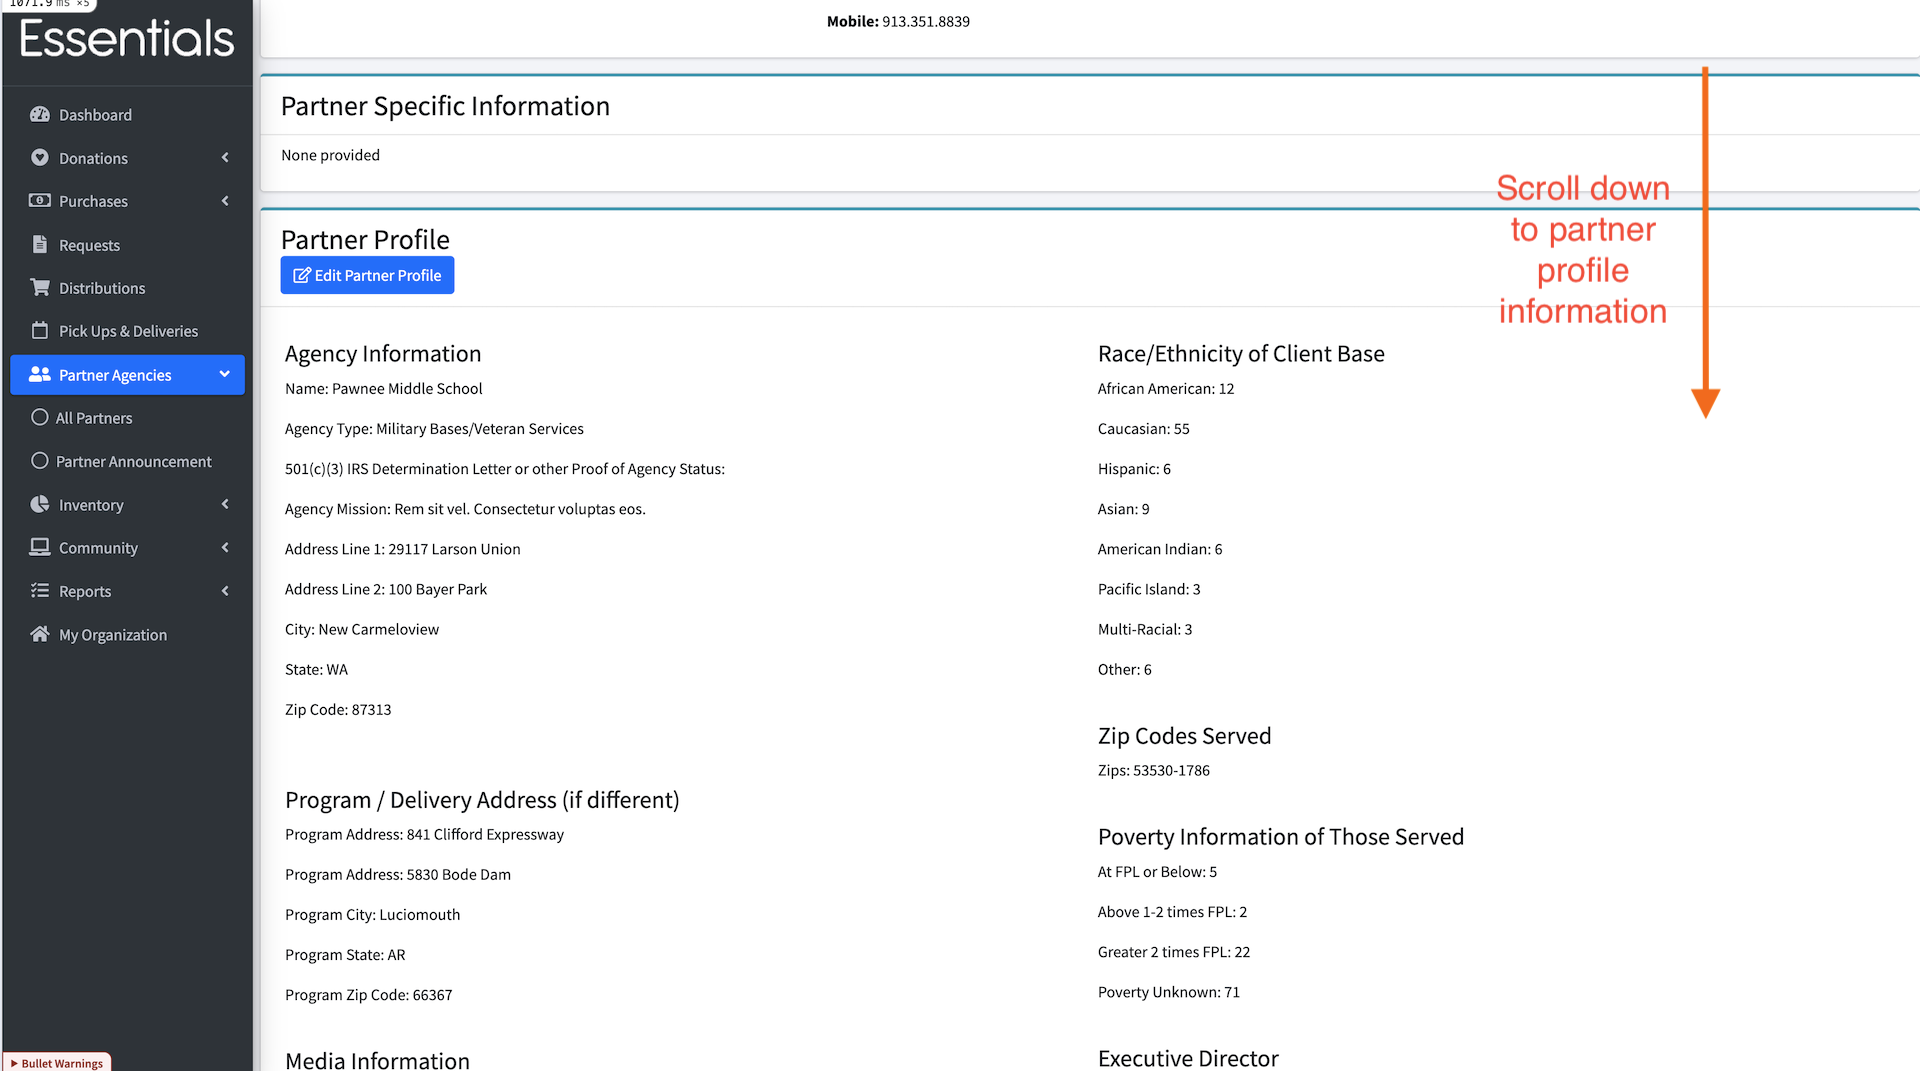 1071.9 ms ×5
Essentials
Dashboard
Donations
Purchases
Requests
Distributions
Pick Ups & Deliveries
Partner Agencies
All Partners
Partner Announcement
Inventory
Community
Reports
My Organization
Bullet Warnings
Mobile: 913.351.8839
Partner Specific Information
None provided
Partner Profile
Edit Partner Profile
Scroll down
to partner
profile
information
Agency Information
Name: Pawnee Middle School
Agency Type: Military Bases/Veteran Services
501(c)(3) IRS Determination Letter or other Proof of Agency Status:
Agency Mission: Rem sit vel. Consectetur voluptas eos.
Address Line 1: 29117 Larson Union
Address Line 2: 100 Bayer Park
City: New Carmeloview
State: WA
Zip Code: 87313
Program / Delivery Address (if different)
Program Address: 841 Clifford Expressway
Program Address: 5830 Bode Dam
Program City: Luciomouth
Program State: AR
Program Zip Code: 66367
Media Information
Race/Ethnicity of Client Base
African American: 12
Caucasian: 55
Hispanic: 6
Asian: 9
American Indian: 6
Pacific Island: 3
Multi-Racial: 3
Other: 6
Zip Codes Served
Zips: 53530-1786
Poverty Information of Those Served
At FPL or Below: 5
Above 1-2 times FPL: 2
Greater 2 times FPL: 22
Poverty Unknown: 71
Executive Director